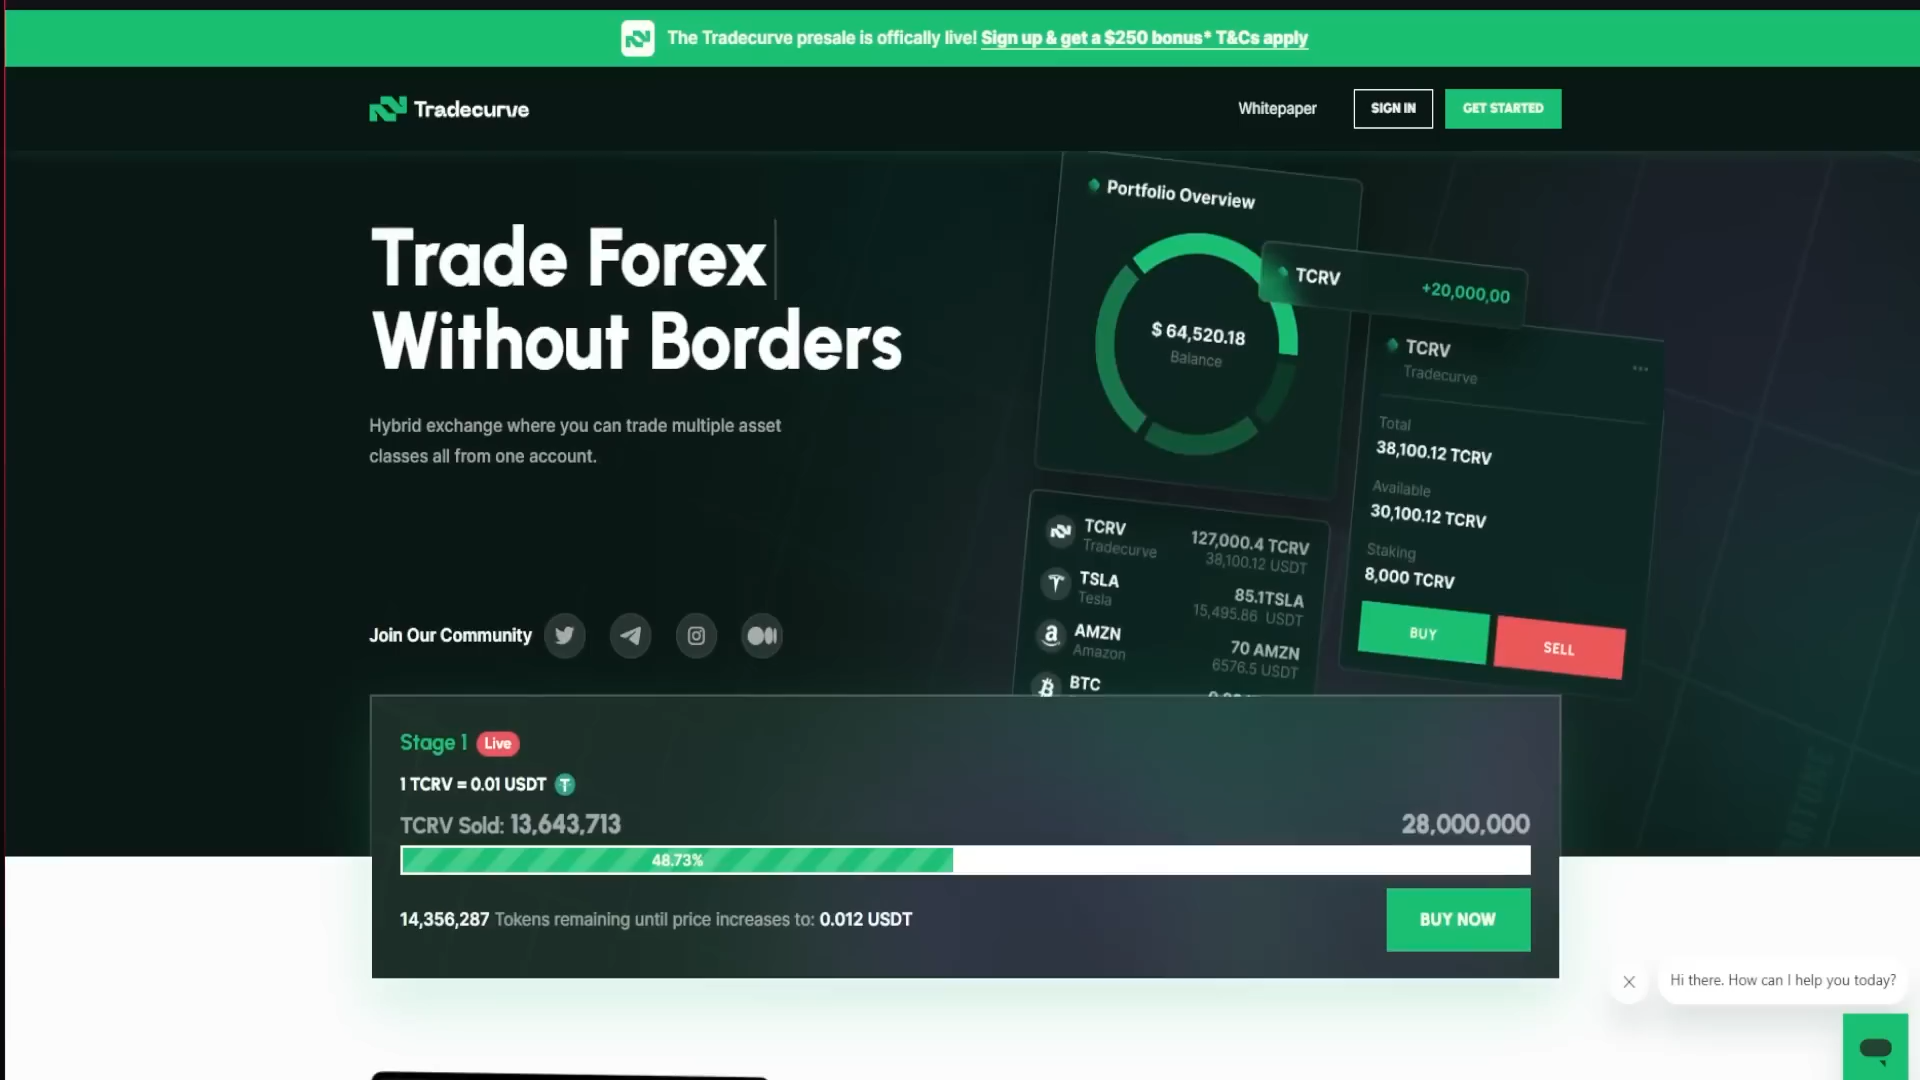 The Tradecurve presale is offically live! Sign up & get a $250 bonus* T&Cs apply
Tradecurve
Whitepaper
SIGN IN
GET STARTED
Trade Forex
Without Borders
Hybrid exchange where you can trade multiple asset
classes all from one account.
Join Our Community
Portfolio Overview
$ 64,520.18
Balance
TCRV +20,000,00
TCRV
Tradecurve
Total
38,100.12 TCRV
Available
30,100.12 TCRV
Staking
8,000 TCRV
BUY
SELL
TCRV 127,000.4 TCRV
Tradecurve 38,100.12 USDT
TSLA 85.1TSLA
Tesla 15,495.86 USDT
AMZN 70 AMZN
Amazon 6576.5 USDT
BTC
Stage 1 Live
1 TCRV = 0.01 USDT
TCRV Sold: 13,643,713
28,000,000
48.73%
14,356,287 Tokens remaining until price increases to: 0.012 USDT
BUY NOW
Hi there. How can I help you today?